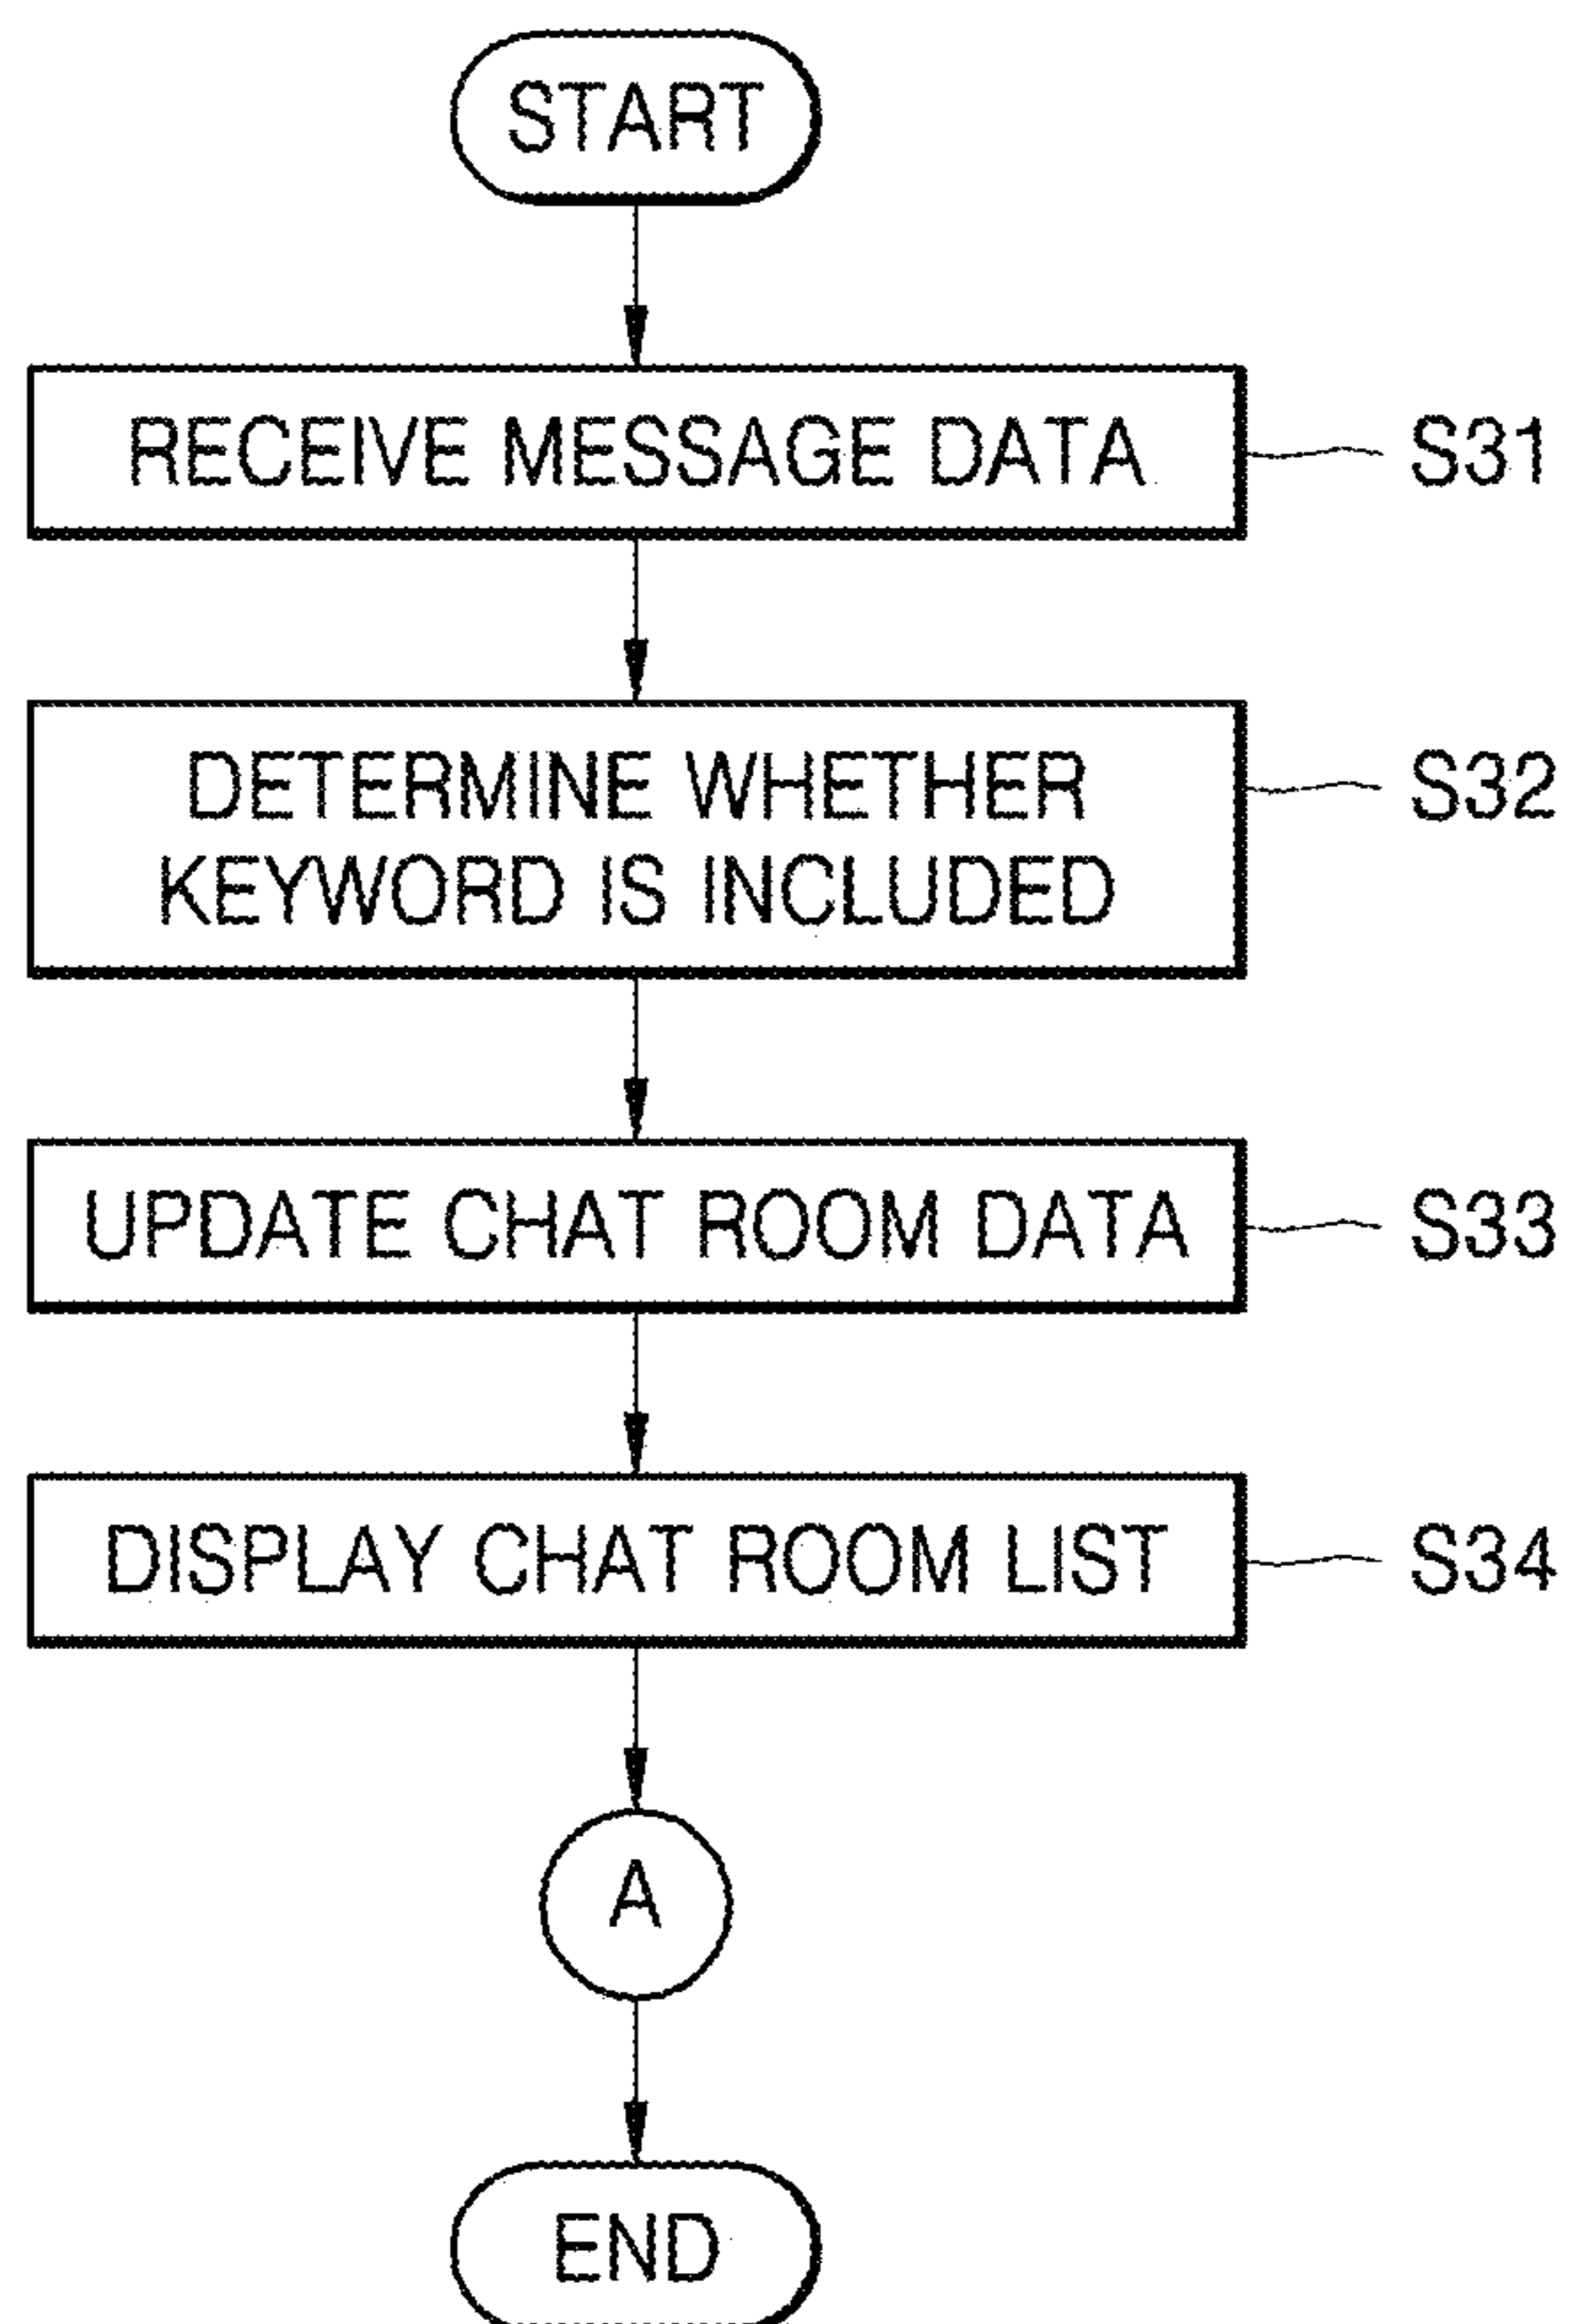 START
RECEIVE MESSAGE DATA
S31
DETERMINE WHETHER
KEYWORD IS INCLUDED
S32
UPDATE CHAT ROOM DATA
S33
DISPLAY CHAT ROOM LIST
S34
A
END